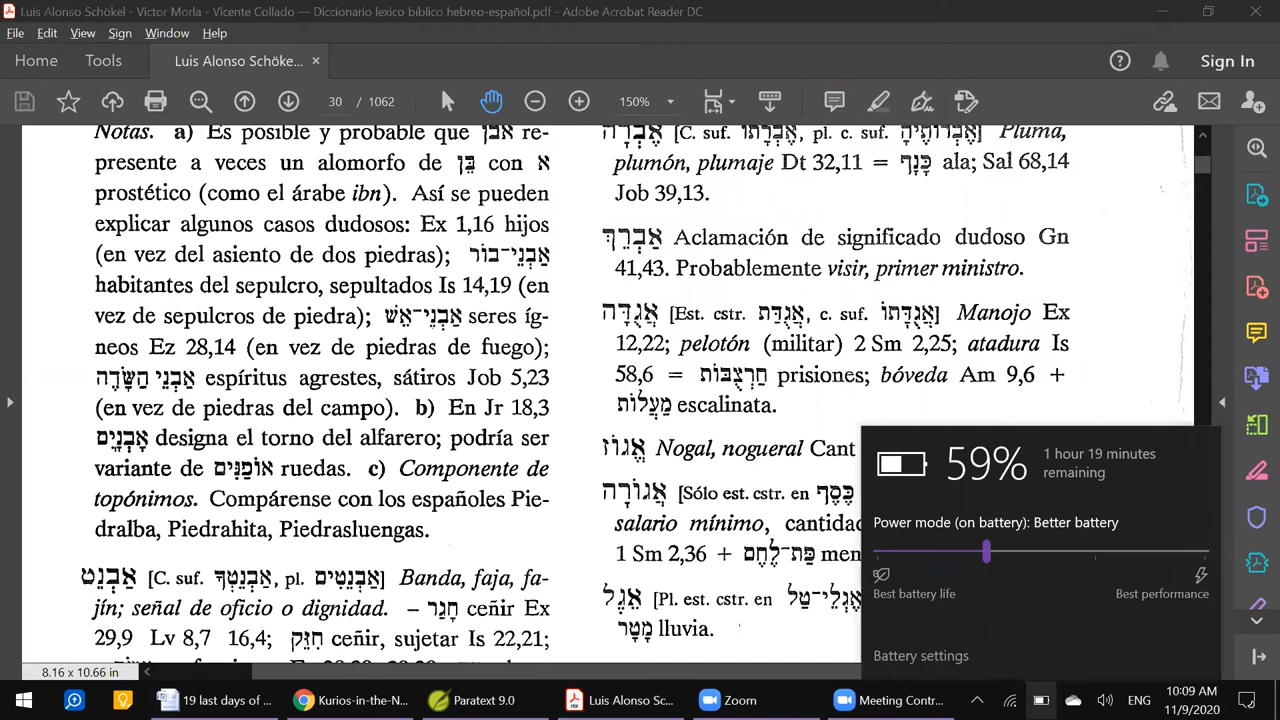 Luis Alonso Schökel - Victor Morla - Vicente Collado — Diccionario lexico bíblico hebreo-español.pdf - Adobe Acrobat Reader DC
File Edit View Sign Window Help
Home Tools Luis Alonso Schöke... × Sign In
30 / 1062 150%
Notas. a) Es posible y probable que אבן re-
presente a veces un alomorfo de בֵּן con א
prostético (como el árabe ibn). Así se pueden
explicar algunos casos dudosos: Ex 1,16 hijos
(en vez del asiento de dos piedras); אַבְנֵי־בוֹר
habitantes del sepulcro, sepultados Is 14,19 (en
vez de sepulcros de piedra); אַבְנֵי־אֵשׁ seres íg-
neos Ez 28,14 (en vez de piedras de fuego);
אַבְנֵי הַשָּׂדֶה espíritus agrestes, sátiros Job 5,23
(en vez de piedras del campo). b) En Jr 18,3
אָבְנָיִם designa el torno del alfarero; podría ser
variante de אוֹפַנִּים ruedas. c) Componente de
topónimos. Compárense con los españoles Pie-
dralba, Piedrahita, Piedrasluengas.
אַבְנֵט [C. suf. אַבְנֵטְךָ, pl. אַבְנֵטִים] Banda, faja, fa-
jín; señal de oficio o dignidad. – חָגַר ceñir Ex
29,9 Lv 8,7 16,4; חִזֵּק ceñir, sujetar Is 22,21;
אֶבְרָה [C. suf. אֶבְרָתוֹ, pl. c. suf. אֶבְרוֹתֶיהָ] Pluma,
plumón, plumaje Dt 32,11 = כָּנָף ala; Sal 68,14
Job 39,13.
אַבְרֵךְ Aclamación de significado dudoso Gn
41,43. Probablemente visir, primer ministro.
אֲגֻדָּה [Est. cstr. אֲגֻדַּת, c. suf. אֲגֻדָּתוֹ] Manojo Ex
12,22; pelotón (militar) 2 Sm 2,25; atadura Is
58,6 = חַרְצֻבּוֹת prisiones; bóveda Am 9,6 +
מַעֲלוֹת escalinata.
אֱגוֹז Nogal, nogueral Cant
אֲגוֹרָה [Sólo est. cstr. en כֶּסֶף
salario mínimo, cantida
1 Sm 2,36 + פַּת־לֶחֶם men
אֵגֶל [Pl. est. cstr. en אֶגְלֵי־טַל
מָטָר lluvia.
59% 1 hour 19 minutes
remaining
Power mode (on battery): Better battery
Best battery life Best performance
Battery settings
8.16 x 10.66 in
19 last days of ... Kurios-in-the-N... Paratext 9.0 Luis Alonso Sc... Zoom Meeting Contr... ENG 10:09 AM
11/9/2020